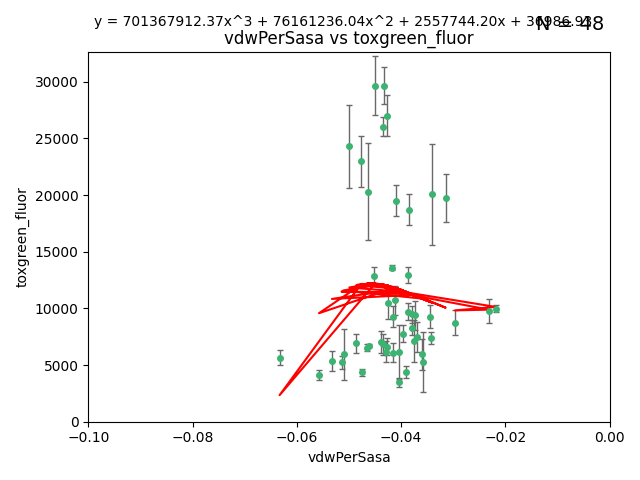 y = 701367912.37x^3 + 76161236.04x^2 + 2557744.20x + 36986.93
N = 48
vdwPerSasa vs toxgreen_fluor
30000
25000
20000
15000
10000
5000
0
toxgreen_fluor
−0.10
−0.08
−0.06
−0.04
−0.02
0.00
vdwPerSasa